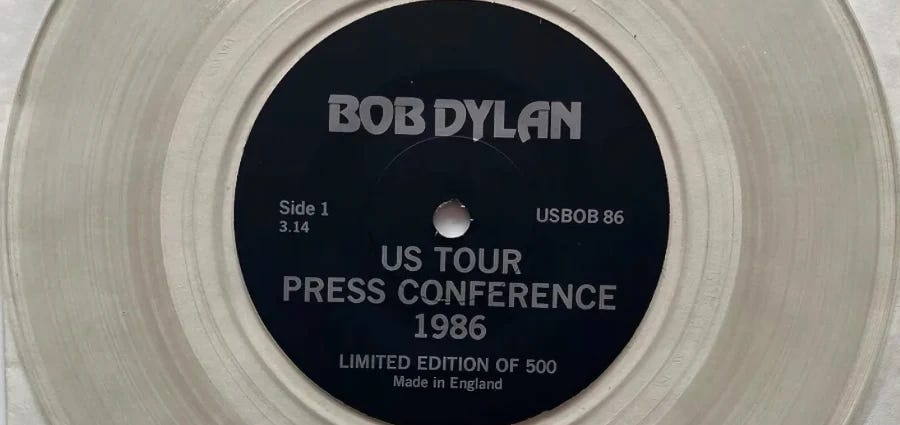 BOB DYLAN
Side 1
3.14
USBOB 86
US TOUR
PRESS CONFERENCE
1986
LIMITED EDITION OF 500
Made in England